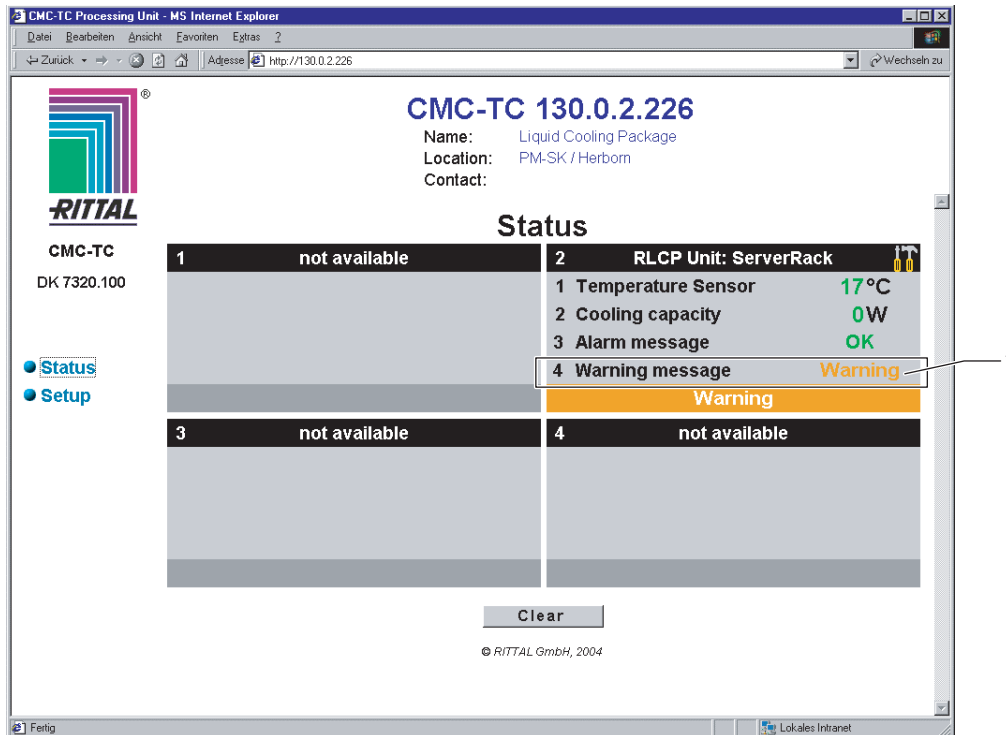 CMC-TC Processing Unit - MS Internet Explorer
Datei Bearbeiten Ansicht Favoriten Extras ?
Zurück Adresse http://130.0.2.226 Wechseln zu
®
RITTAL
CMC-TC
DK 7320.100
Status
Setup
CMC-TC 130.0.2.226
Name: Liquid Cooling Package
Location: PM-SK / Herborn
Contact:
Status
1 not available
2 RLCP Unit: ServerRack
1 Temperature Sensor 17°C
2 Cooling capacity 0W
3 Alarm message OK
4 Warning message Warning
Warning
3 not available
4 not available
Clear
© RITTAL GmbH, 2004
Fertig Lokales Intranet